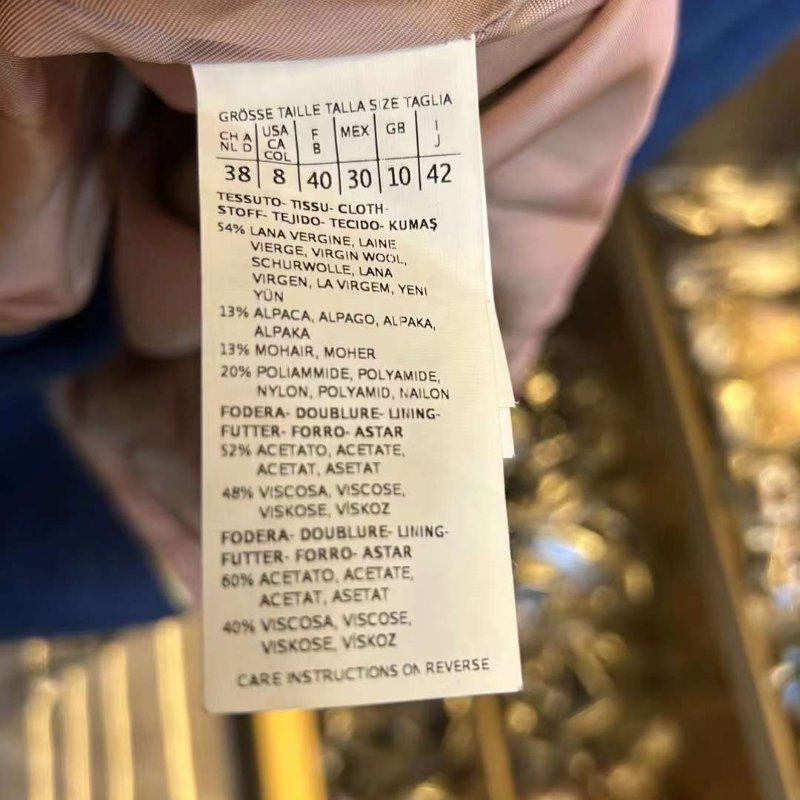 GRÖSSE TAILLE TALLA SIZE TAGLIA
CH A NL D USA CA COL F B MEX GB I J
38 8 40 30 10 42
TESSUTO- TISSU- CLOTH-
STOFF- TEJIDO- TECIDO- KUMAŞ
54% LANA VERGINE, LAINE
VIERGE, VIRGIN WOOL,
SCHURWOLLE, LANA
VIRGEN, LA VIRGEM, YENI
YÜN
13% ALPACA, ALPAGO, ALPAKA,
ALPAKA
13% MOHAIR, MOHER
20% POLIAMMIDE, POLYAMIDE,
NYLON, POLYAMID, NAILON
FODERA- DOUBLURE- LINING-
FUTTER- FORRO- ASTAR
52% ACETATO, ACETATE,
ACETAT, ASETAT
48% VISCOSA, VISCOSE,
VISKOSE, VİSKOZ
FODERA- DOUBLURE- LINING-
FUTTER- FORRO- ASTAR
60% ACETATO, ACETATE,
ACETAT, ASETAT
40% VISCOSA, VISCOSE,
VISKOSE, VİSKOZ
CARE INSTRUCTIONS ON REVERSE